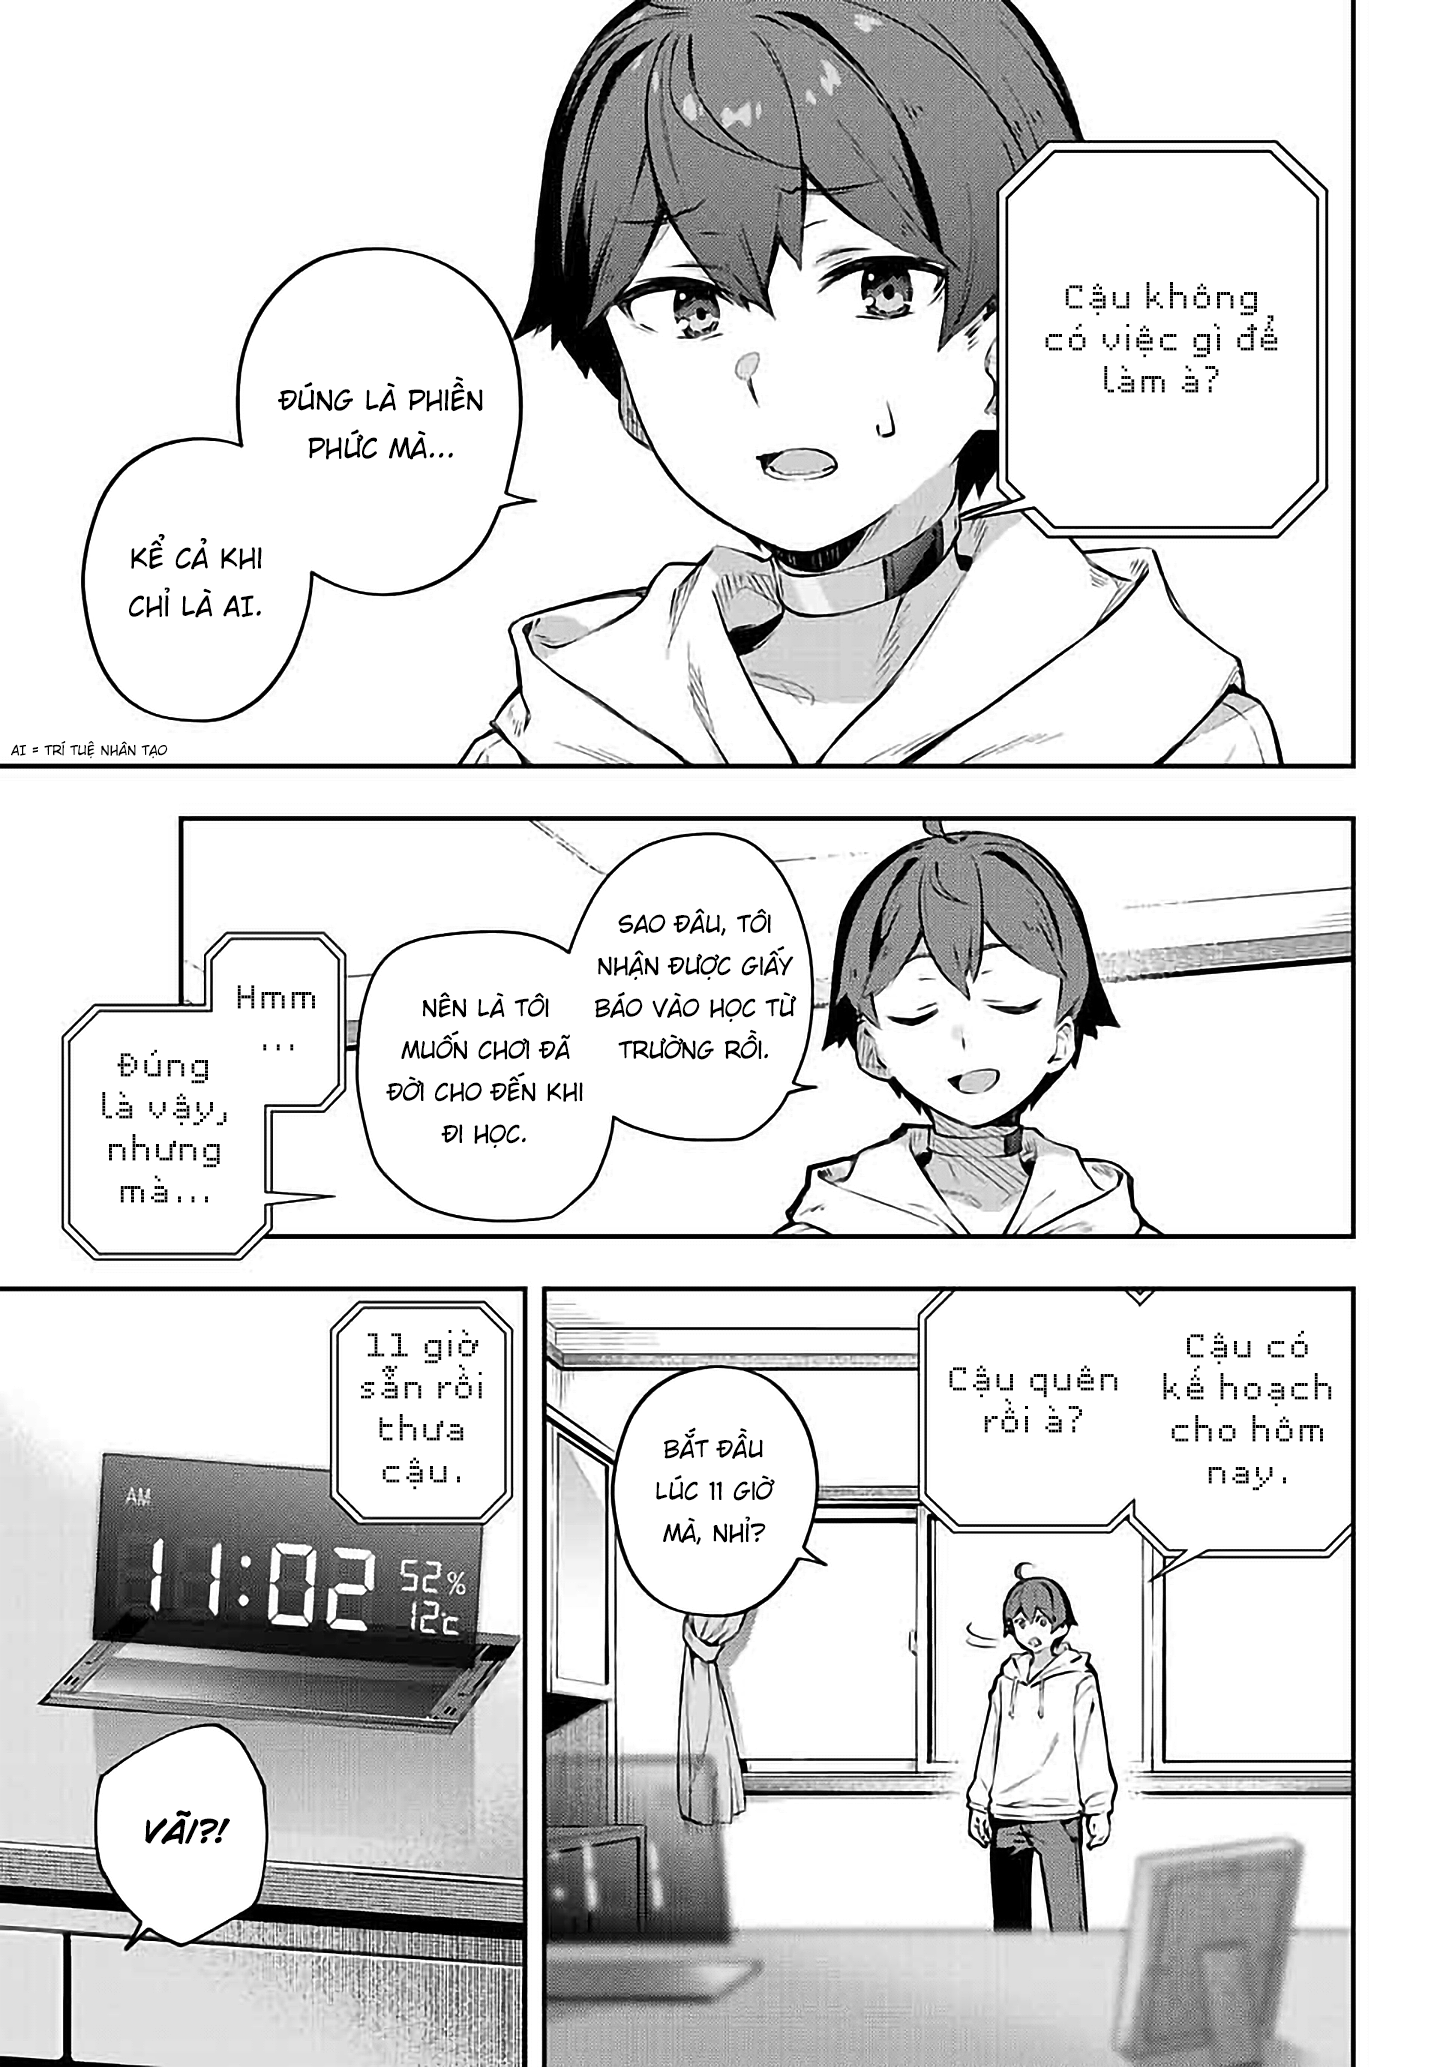 Cậu không
có việc gì để
làm à?
ĐÚNG LÀ PHIỀN
PHỨC MÀ...
KỂ CẢ KHI
CHỈ LÀ AI.
AI = TRÍ TUỆ NHÂN TẠO
SAO ĐÂU, TÔI
NHẬN ĐƯỢC GIẤY
BÁO VÀO HỌC TỪ
TRƯỜNG RỒI.
NÊN LÀ TÔI
MUỐN CHƠI ĐÃ
ĐỜI CHO ĐẾN KHI
ĐI HỌC.
Hmm
...
Đúng
là vậy,
nhưng
mà...
Cậu có
kế hoạch
cho hôm
nay.
Cậu quên
rồi à?
BẮT ĐẦU
LÚC 11 GIỜ
MÀ, NHỈ?
11 giờ
sẵn rồi
thưa
cậu.
AM
11:02
52%
12°C
VÃI?!